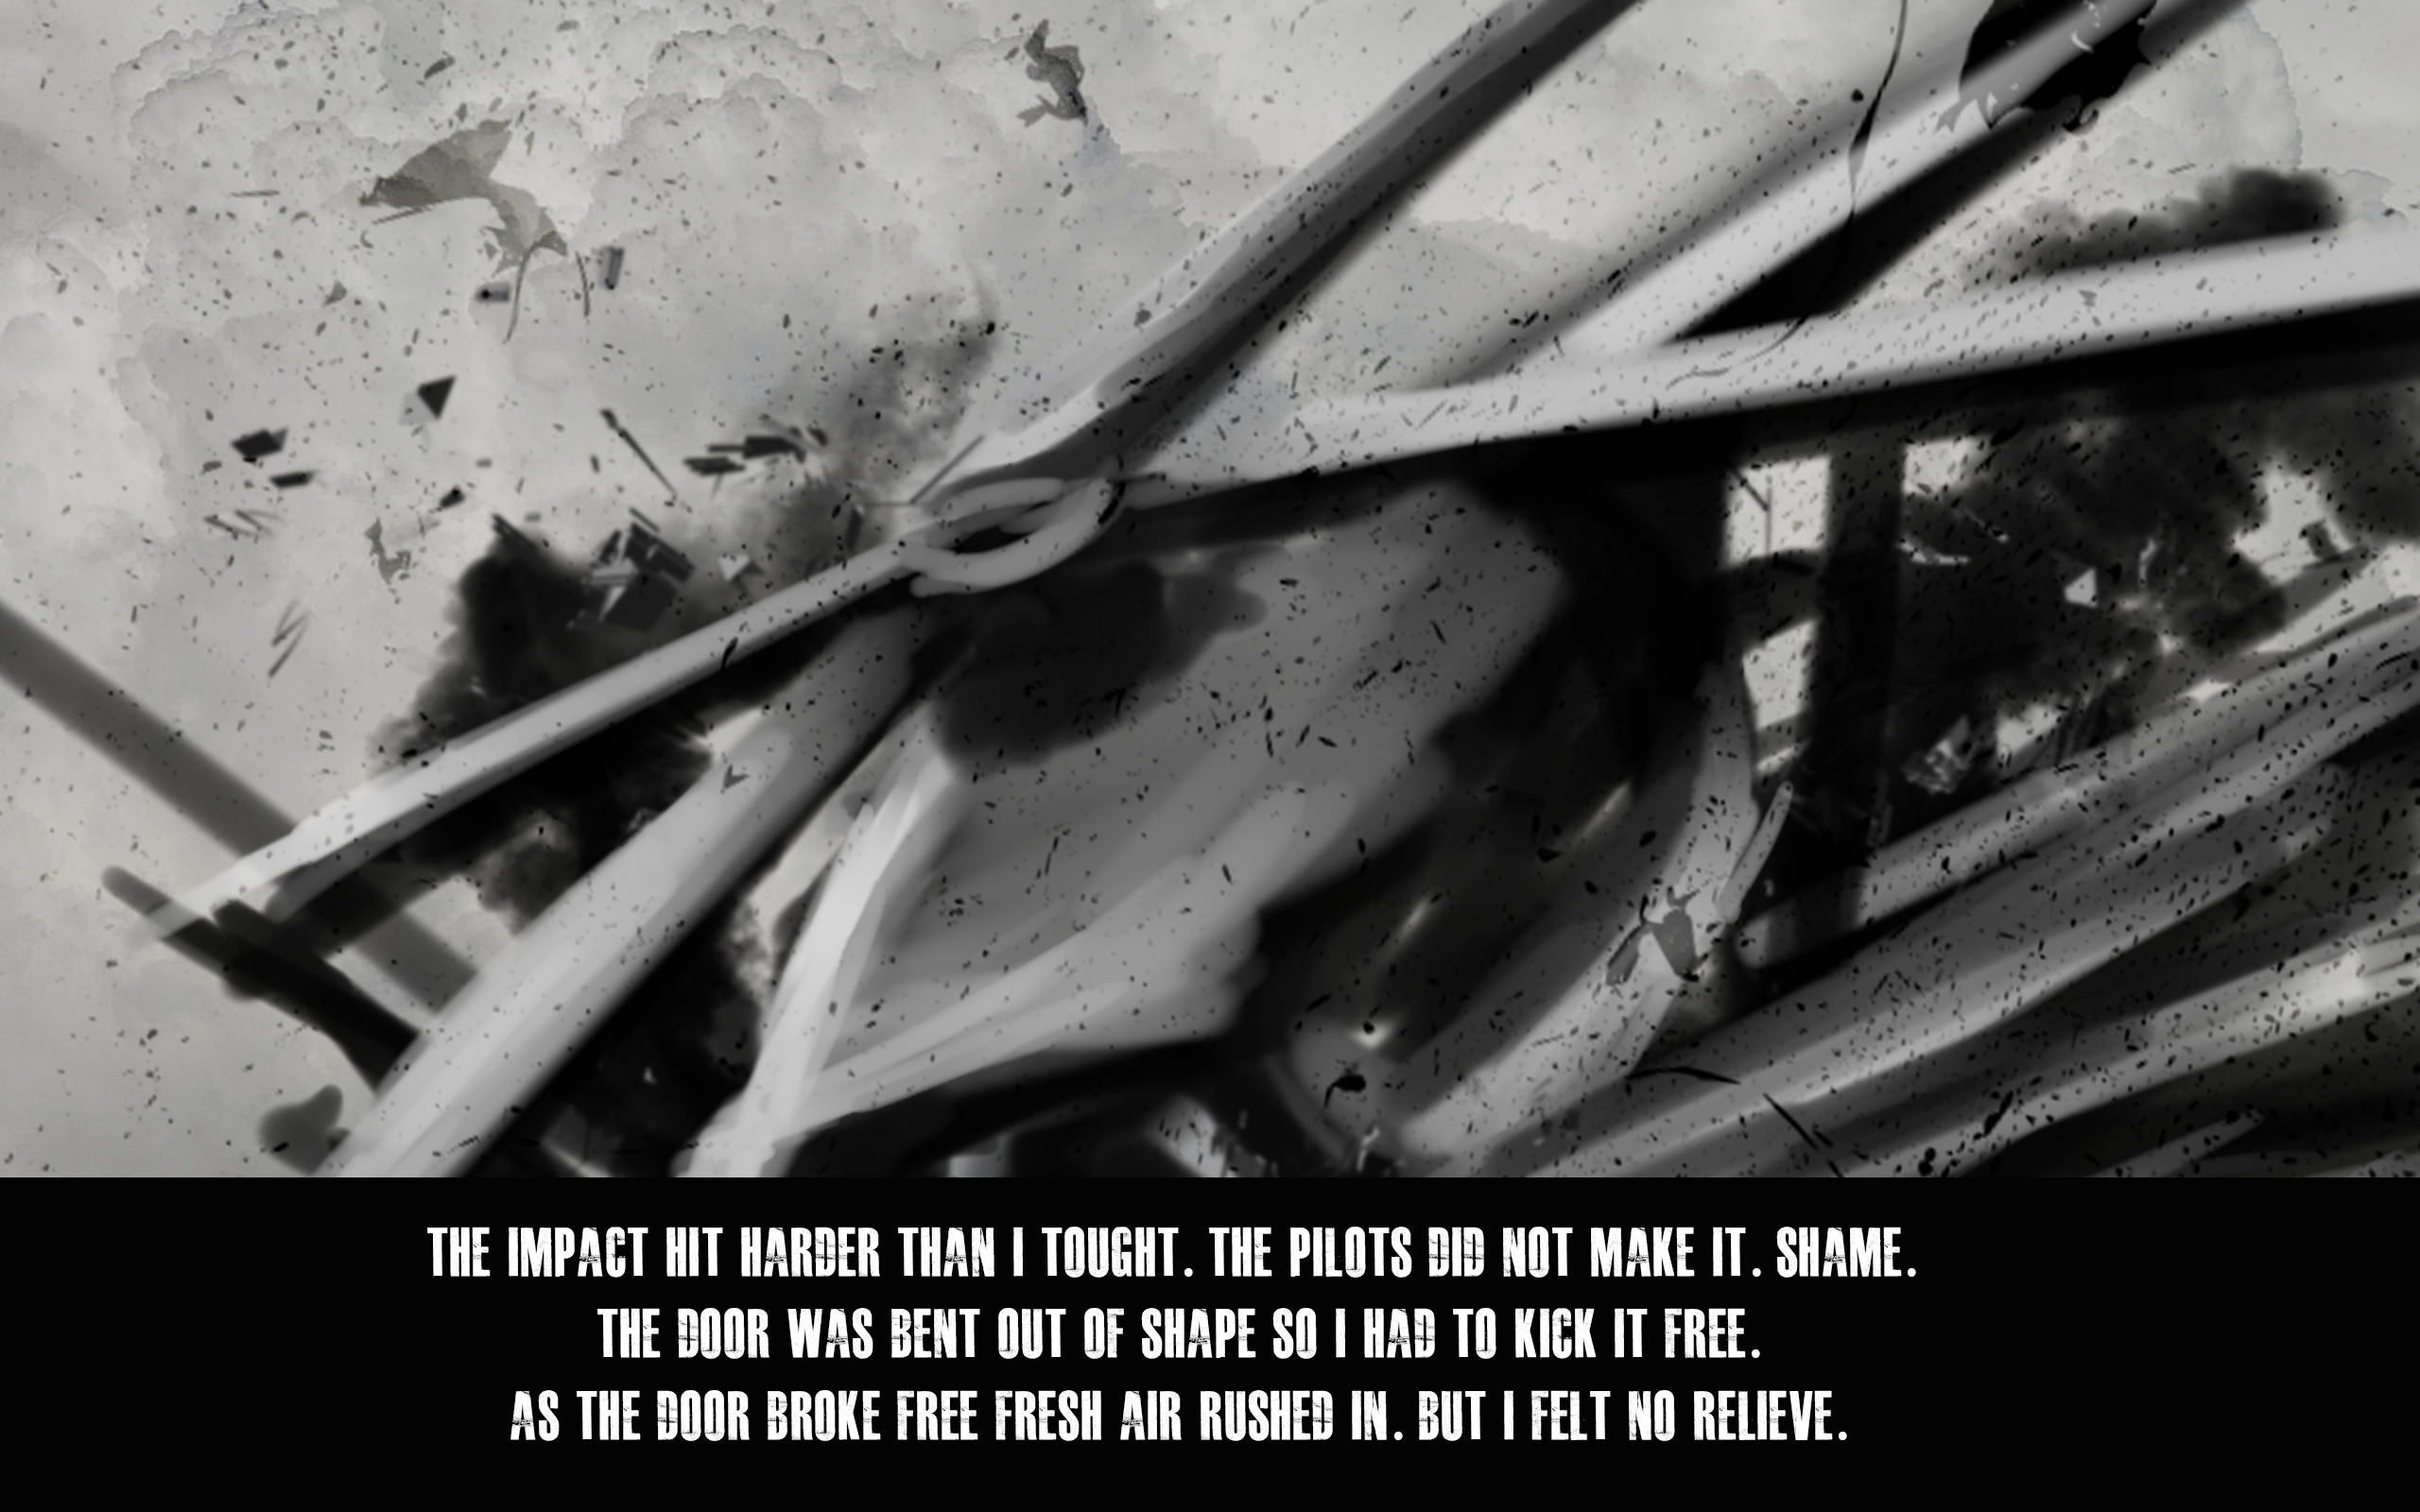 THE IMPACT HIT HARDER THAN I TOUGHT. THE PILOTS DID NOT MAKE IT. SHAME.
THE DOOR WAS BENT OUT OF SHAPE SO I HAD TO KICK IT FREE.
AS THE DOOR BROKE FREE FRESH AIR RUSHED IN. BUT I FELT NO RELIEVE.